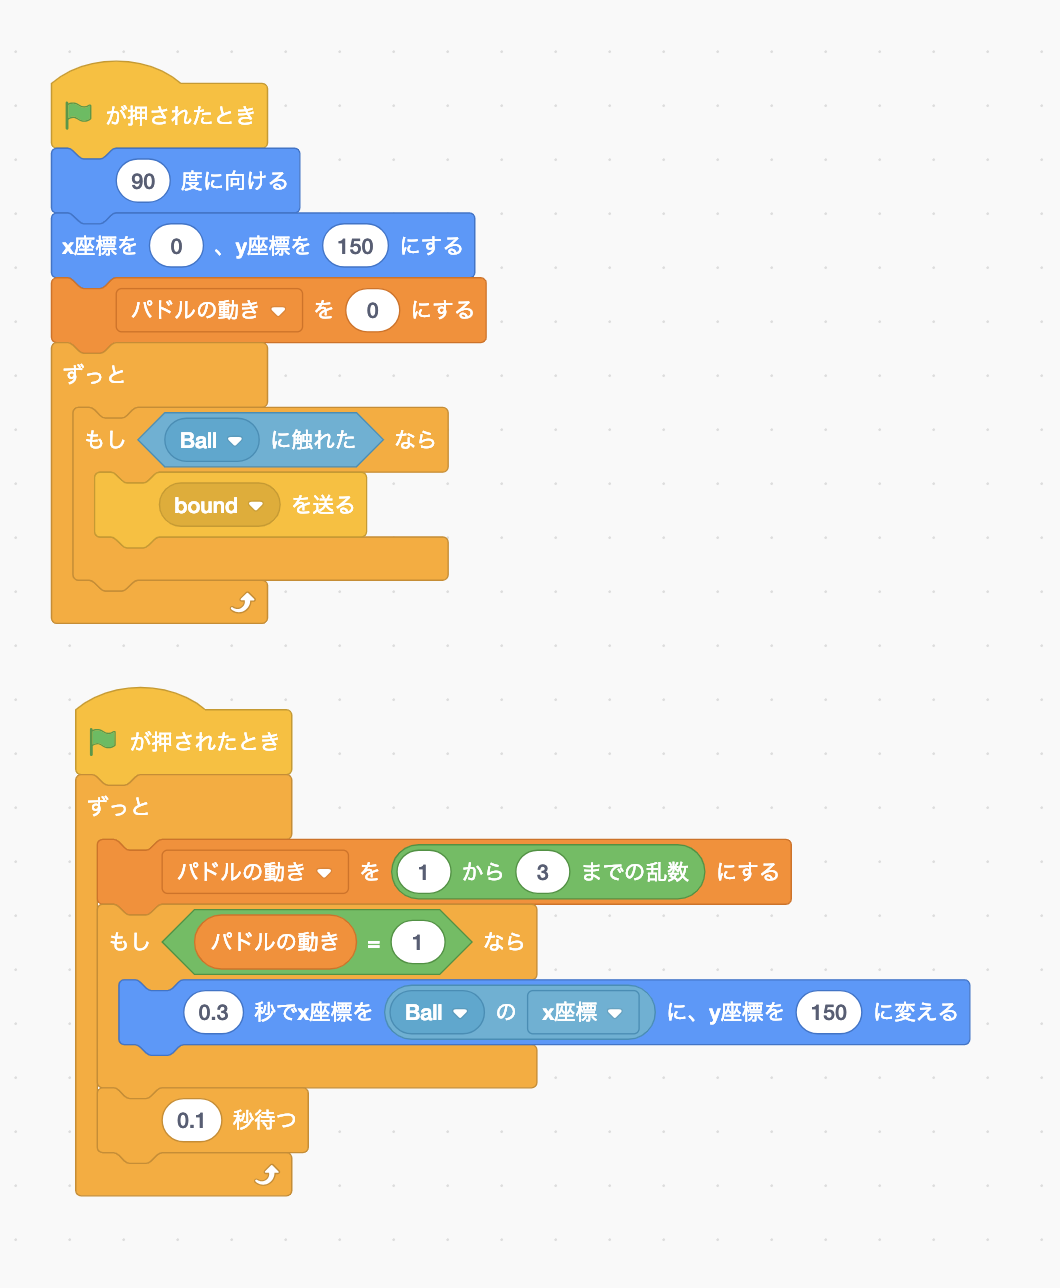 が押されたとき
90 度に向ける
x座標を 0 、y座標を 150 にする
パドルの動き を 0 にする
ずっと
もし Ball に触れた なら
bound を送る
が押されたとき
ずっと
パドルの動き を 1 から 3 までの乱数 にする
もし パドルの動き = 1 なら
0.3 秒でx座標を Ball の x座標 に、y座標を 150 に変える
0.1 秒待つ